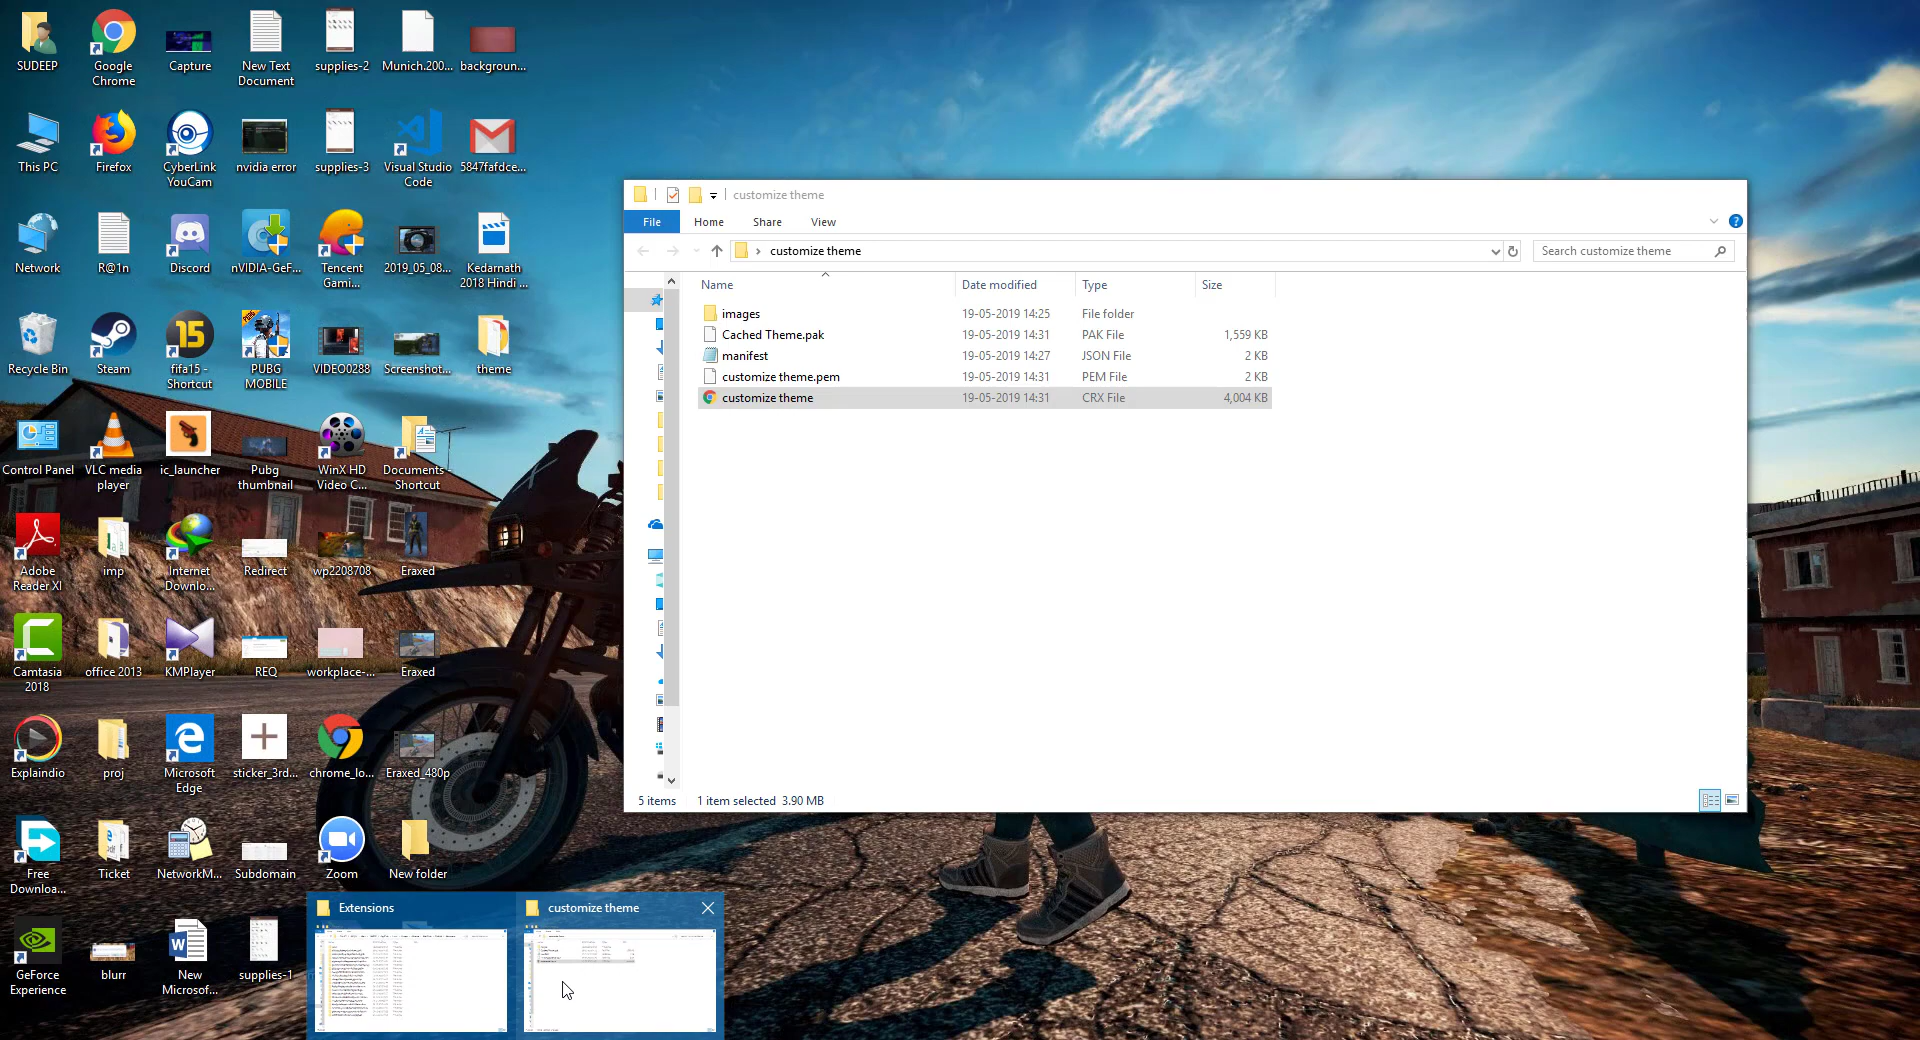 SUDEEP
Google
Chrome
Capture
New Text
Document
supplies-2
Munich.200...
backgroun...
This PC
Firefox
CyberLink
YouCam
nvidia error
supplies-3
Visual Studio
Code
5847fafdce...
Network
R@1n
Discord
nVIDIA-GeF...
Tencent
Gami...
2019_05_08...
Kedarnath
2018 Hindi ...
Recycle Bin
Steam
15
fifa15 -
Shortcut
PUBG
MOBILE
VIDEO0288
Screenshot...
theme
Control Panel
VLC media
player
ic_launcher
Pubg
thumbnail
WinX HD
Video C...
Documents -
Shortcut
Adobe
Reader XI
imp
Internet
Downlo...
Redirect
wp2208708
Eraxed
Camtasia
2018
office 2013
KMPlayer
REQ
workplace-...
Eraxed
Explaindio
proj
Microsoft
Edge
sticker_3rd...
chrome_lo...
Eraxed_480p
Free
Downloa...
Ticket
NetworkM...
Subdomain
Zoom
New folder
GeForce
Experience
blurr
New
Microsof...
supplies-1
customize theme
File Home Share View
customize theme
Search customize theme
Name Date modified Type Size
images 19-05-2019 14:25 File folder
Cached Theme.pak 19-05-2019 14:31 PAK File 1,559 KB
manifest 19-05-2019 14:27 JSON File 2 KB
customize theme.pem 19-05-2019 14:31 PEM File 2 KB
customize theme 19-05-2019 14:31 CRX File 4,004 KB
5 items 1 item selected 3.90 MB
Extensions
customize theme